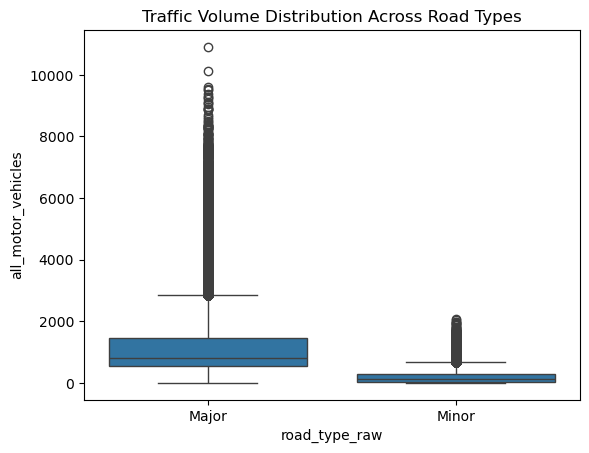 Traffic Volume Distribution Across Road Types
10000
8000
6000
4000
2000
0
all_motor_vehicles
Major
Minor
road_type_raw